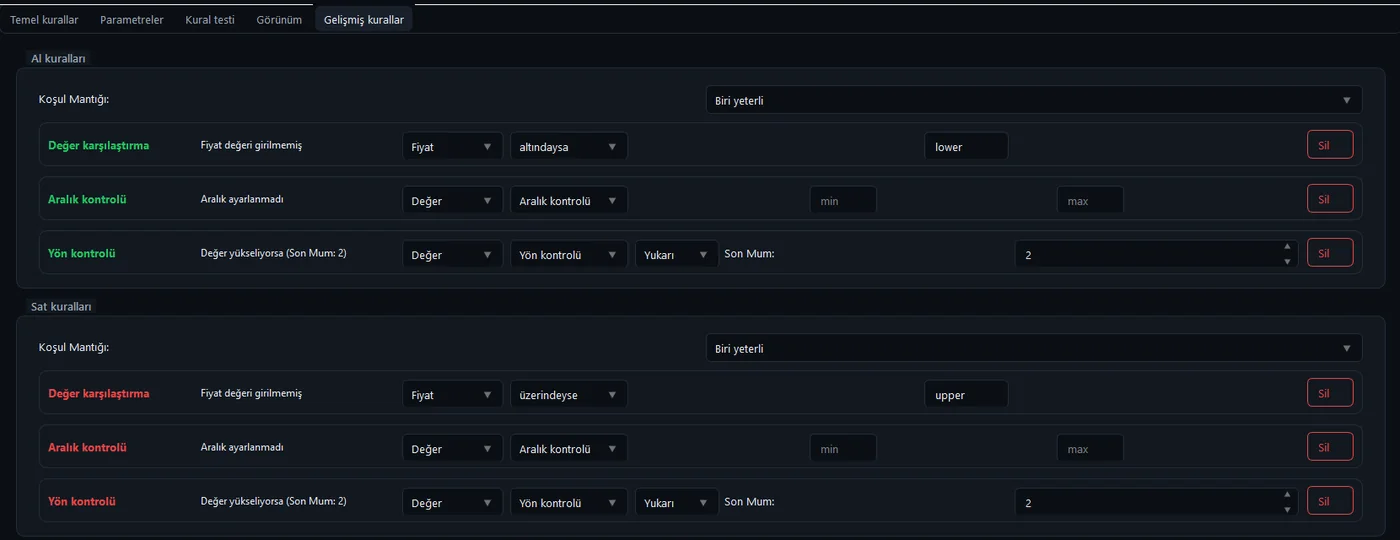 Temel kurallar Parametreler Kural testi Görünüm Gelişmiş kurallar
Al kuralları
Koşul Mantığı: Biri yeterli
Değer karşılaştırma Fiyat değeri girilmemiş Fiyat altındaysa lower Sil
Aralık kontrolü Aralık ayarlanmadı Değer Aralık kontrolü min max Sil
Yön kontrolü Değer yükseliyorsa (Son Mum: 2) Değer Yön kontrolü Yukarı Son Mum: 2 Sil
Sat kuralları
Koşul Mantığı: Biri yeterli
Değer karşılaştırma Fiyat değeri girilmemiş Fiyat üzerindeyse upper Sil
Aralık kontrolü Aralık ayarlanmadı Değer Aralık kontrolü min max Sil
Yön kontrolü Değer yükseliyorsa (Son Mum: 2) Değer Yön kontrolü Yukarı Son Mum: 2 Sil